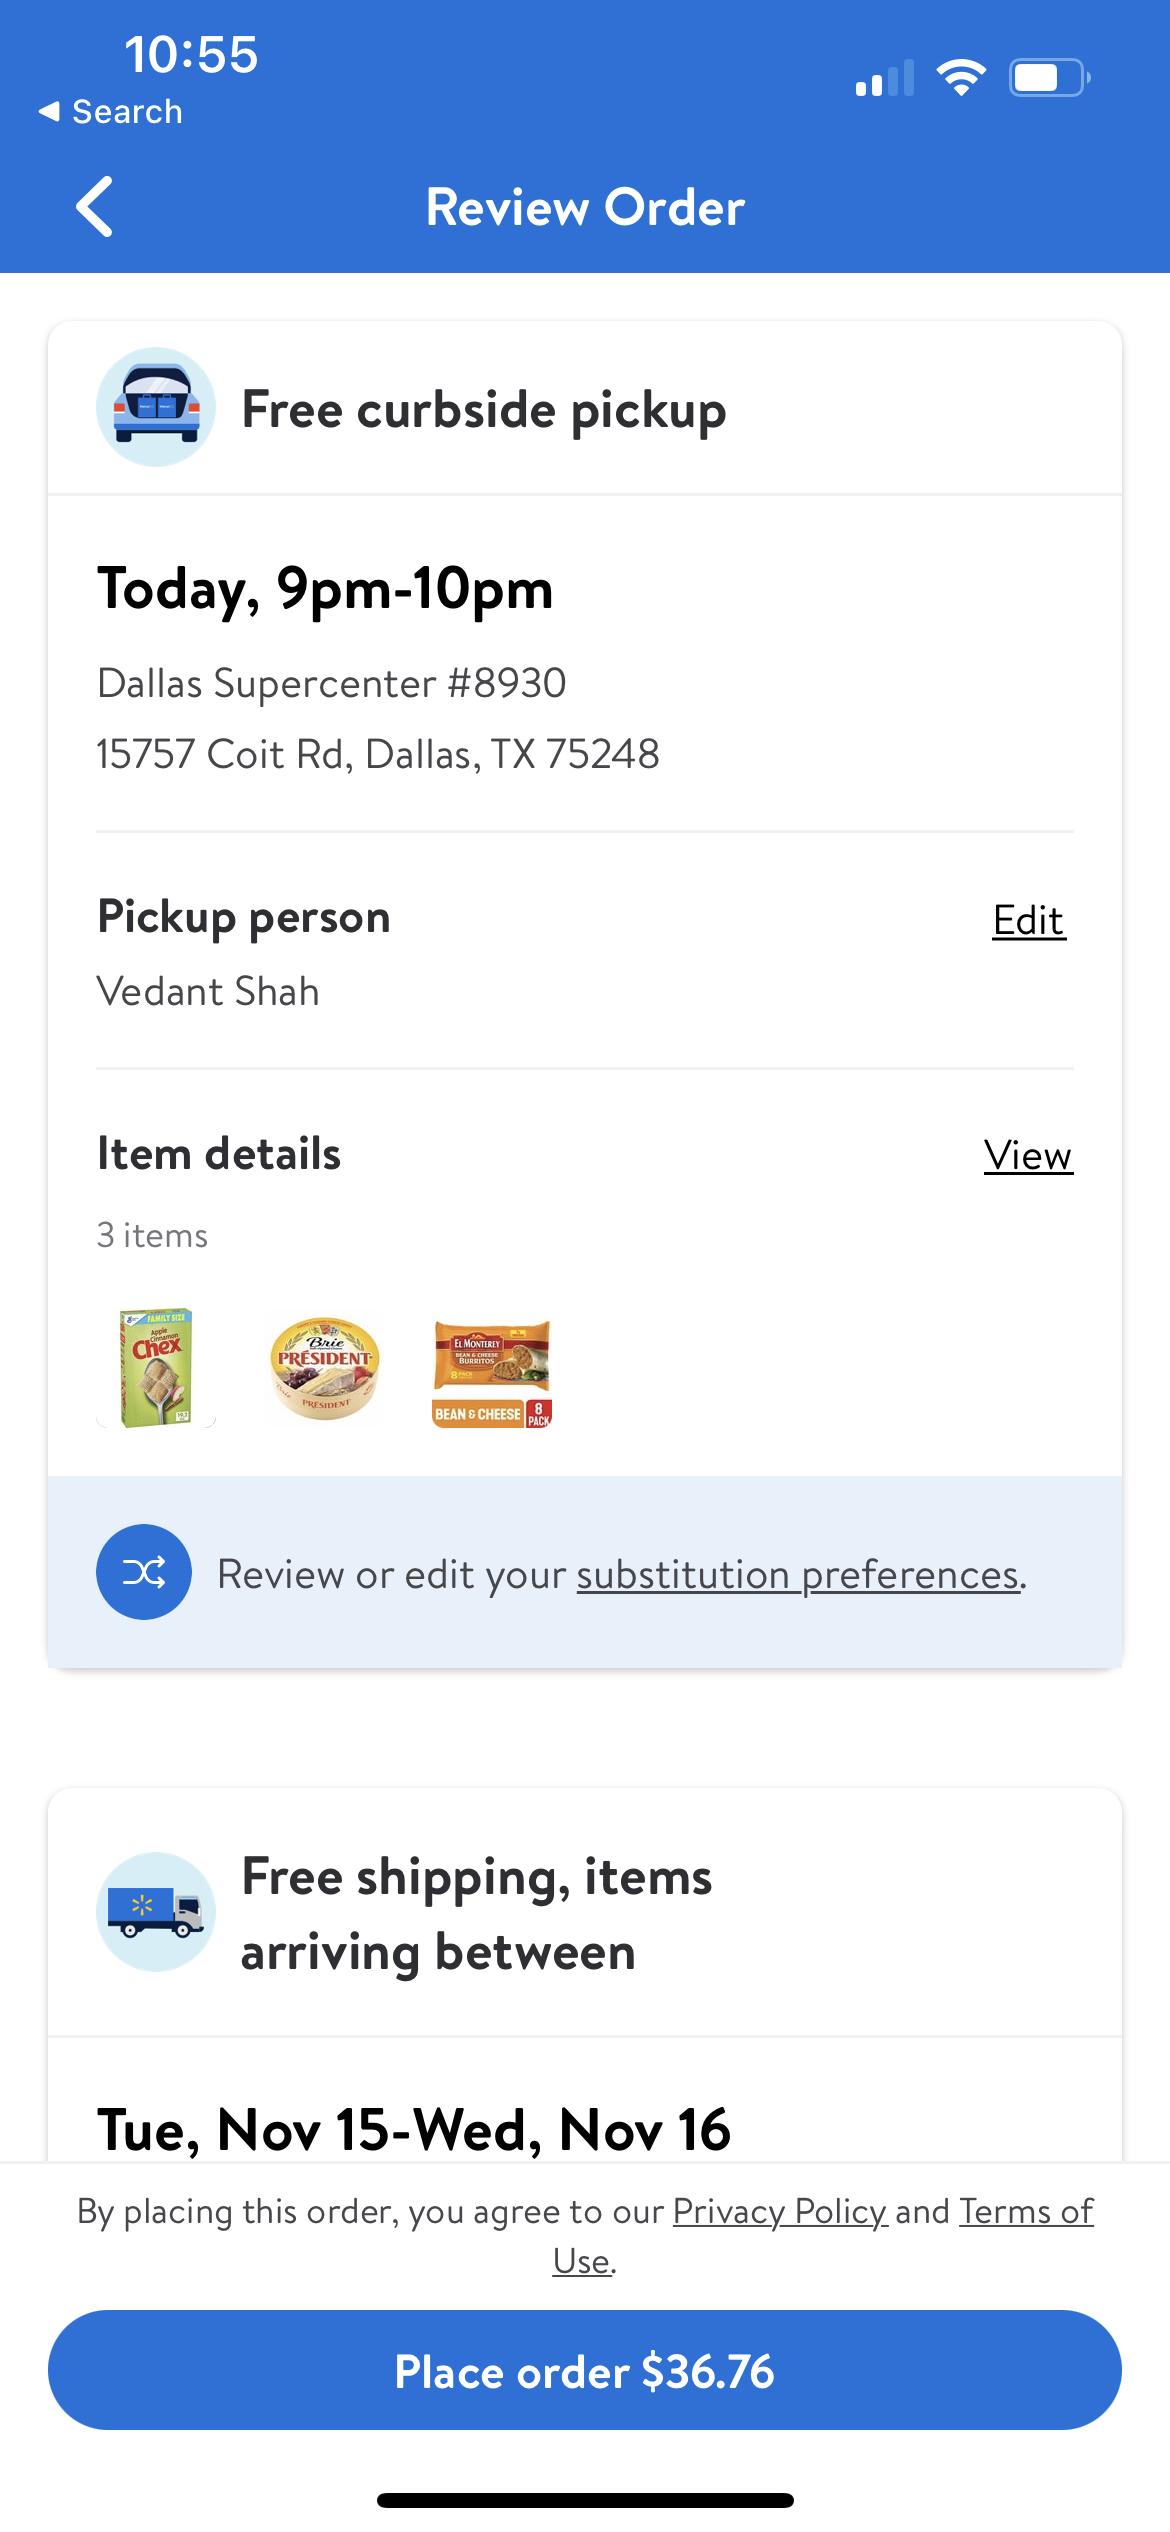 10:55
Search
Review Order
Free curbside pickup
Today, 9pm-10pm
Dallas Supercenter #8930
15757 Coit Rd, Dallas, TX 75248
Pickup person
Edit
Vedant Shah
Item details
View
3 items
FAMILY SIZE
Apple
Cinnamon
Chex
Brie
PRÉSIDENT
Brie
PRÉSIDENT
EL MONTEREY
BEAN & CHEESE
BURRITOS
8 PACK
BEAN & CHEESE
8
PACK
Review or edit your substitution preferences.
Free shipping, items
arriving between
Tue, Nov 15-Wed, Nov 16
By placing this order, you agree to our Privacy Policy and Terms of
Use.
Place order $36.76